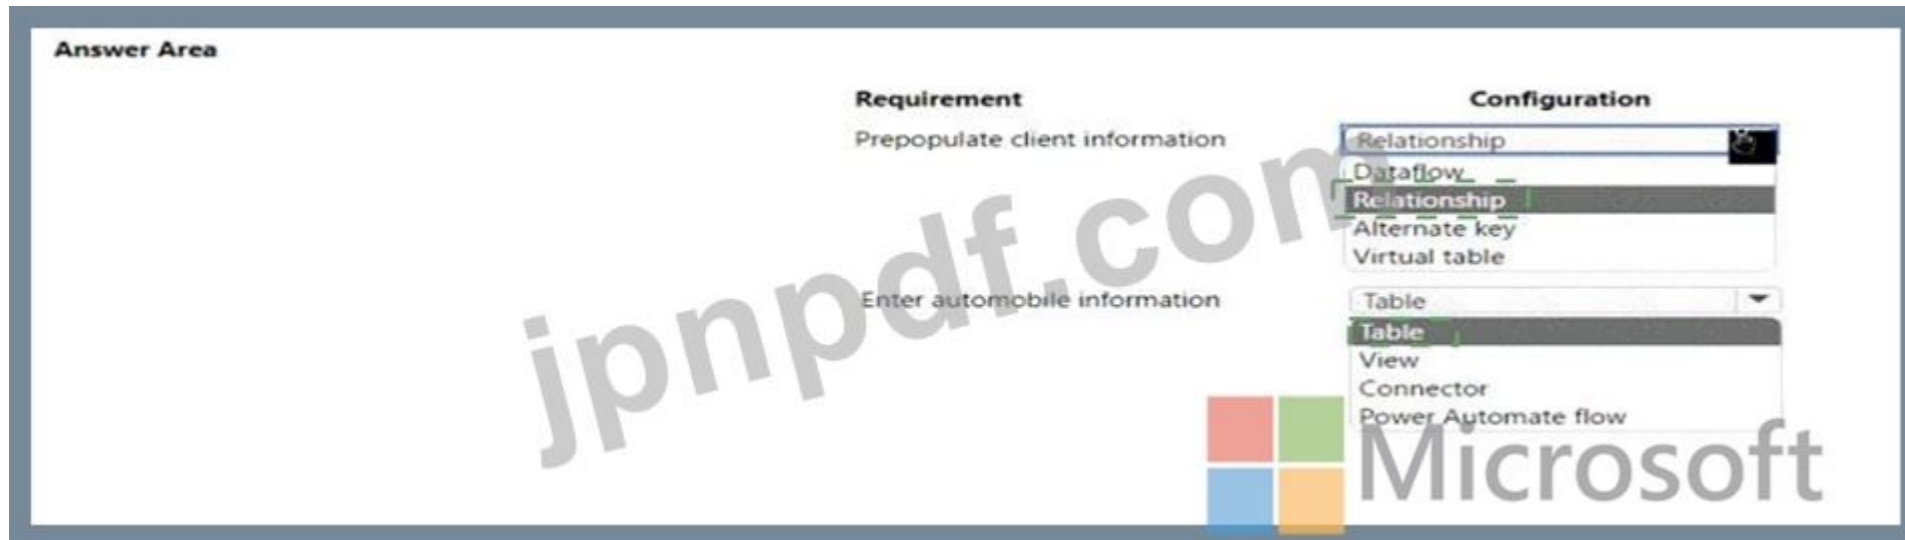 Answer Area
Requirement
Configuration
Prepopulate client information
Relationship
Dataflow
Relationship
Alternate key
Virtual table
Enter automobile information
Table
Table
View
Connector
Power Automate flow
jpnpdf.com
Microsoft